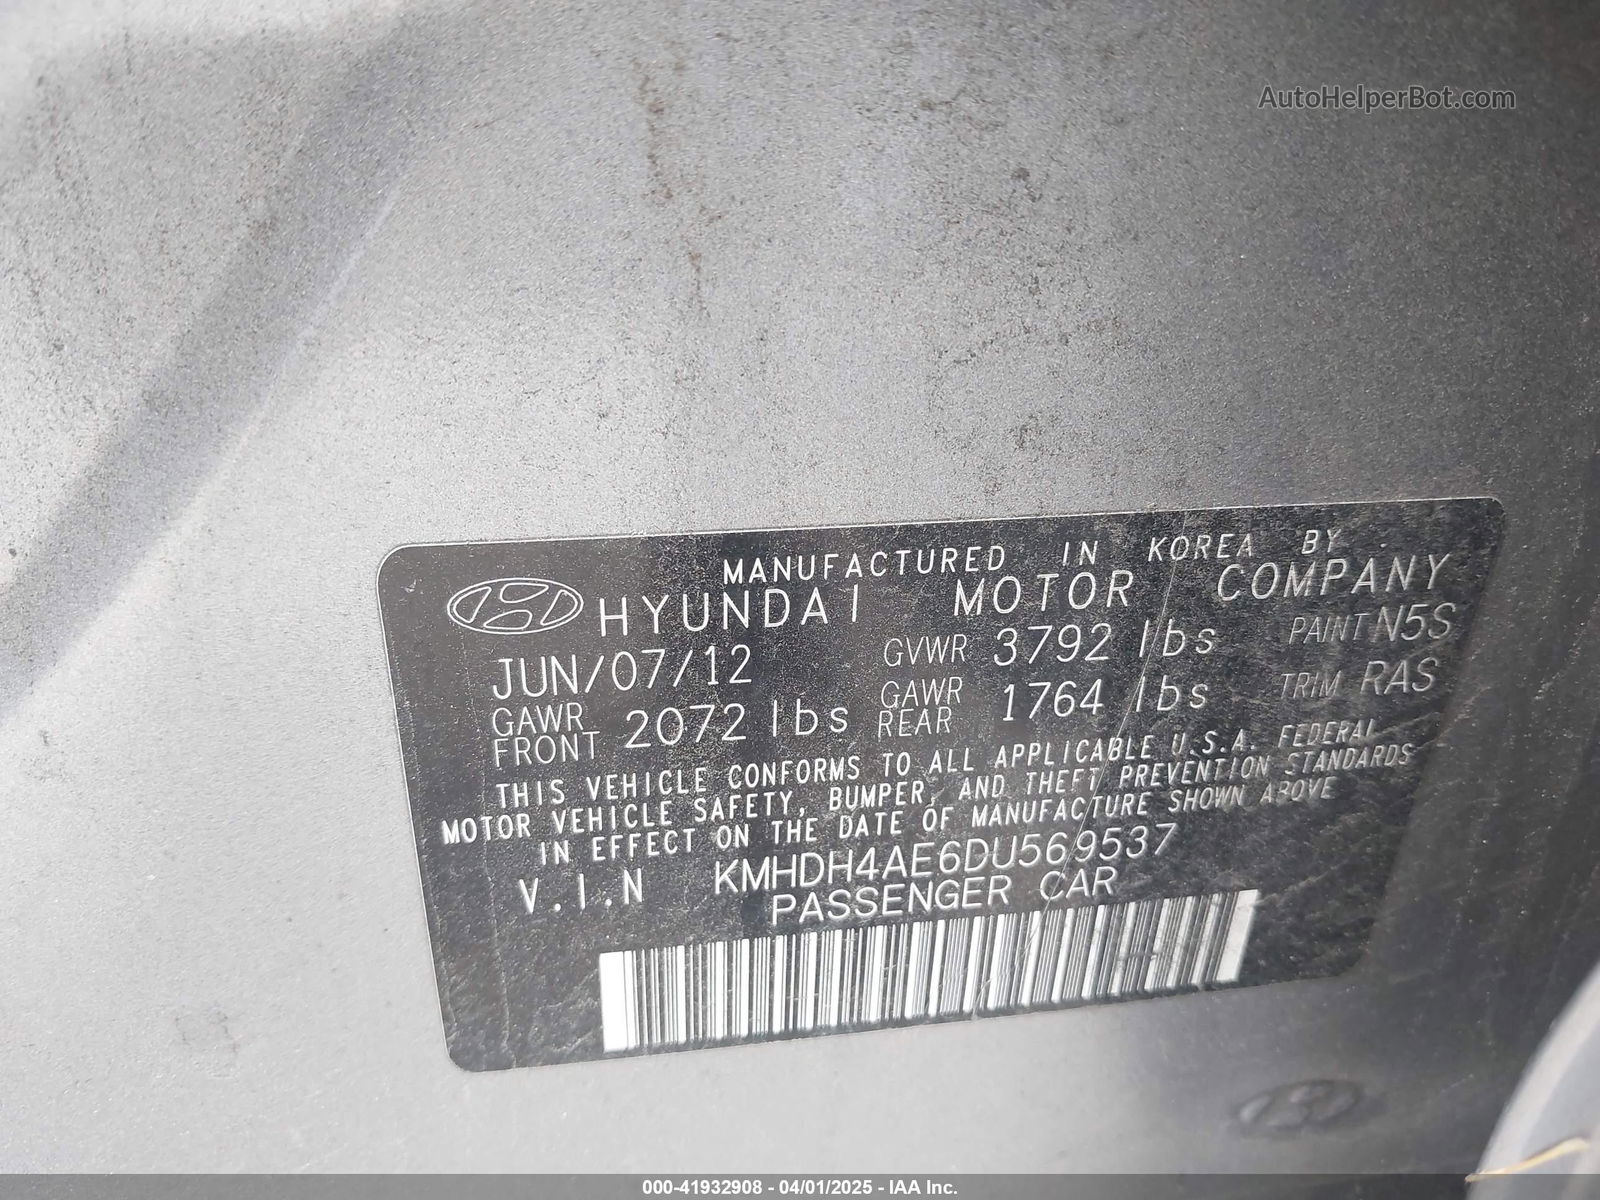 AutoHelperBot.com
MANUFACTURED IN KOREA BY
HYUNDAI MOTOR COMPANY
JUN/07/12 GVWR 3792 lbs PAINT N5S
GAWR FRONT 2072 lbs GAWR REAR 1764 lbs TRIM RAS
THIS VEHICLE CONFORMS TO ALL APPLICABLE U.S.A. FEDERAL
MOTOR VEHICLE SAFETY, BUMPER, AND THEFT PREVENTION STANDARDS
IN EFFECT ON THE DATE OF MANUFACTURE SHOWN ABOVE
V.I.N KMHDH4AE6DU569537
PASSENGER CAR
000-41932908 - 04/01/2025 - IAA Inc.